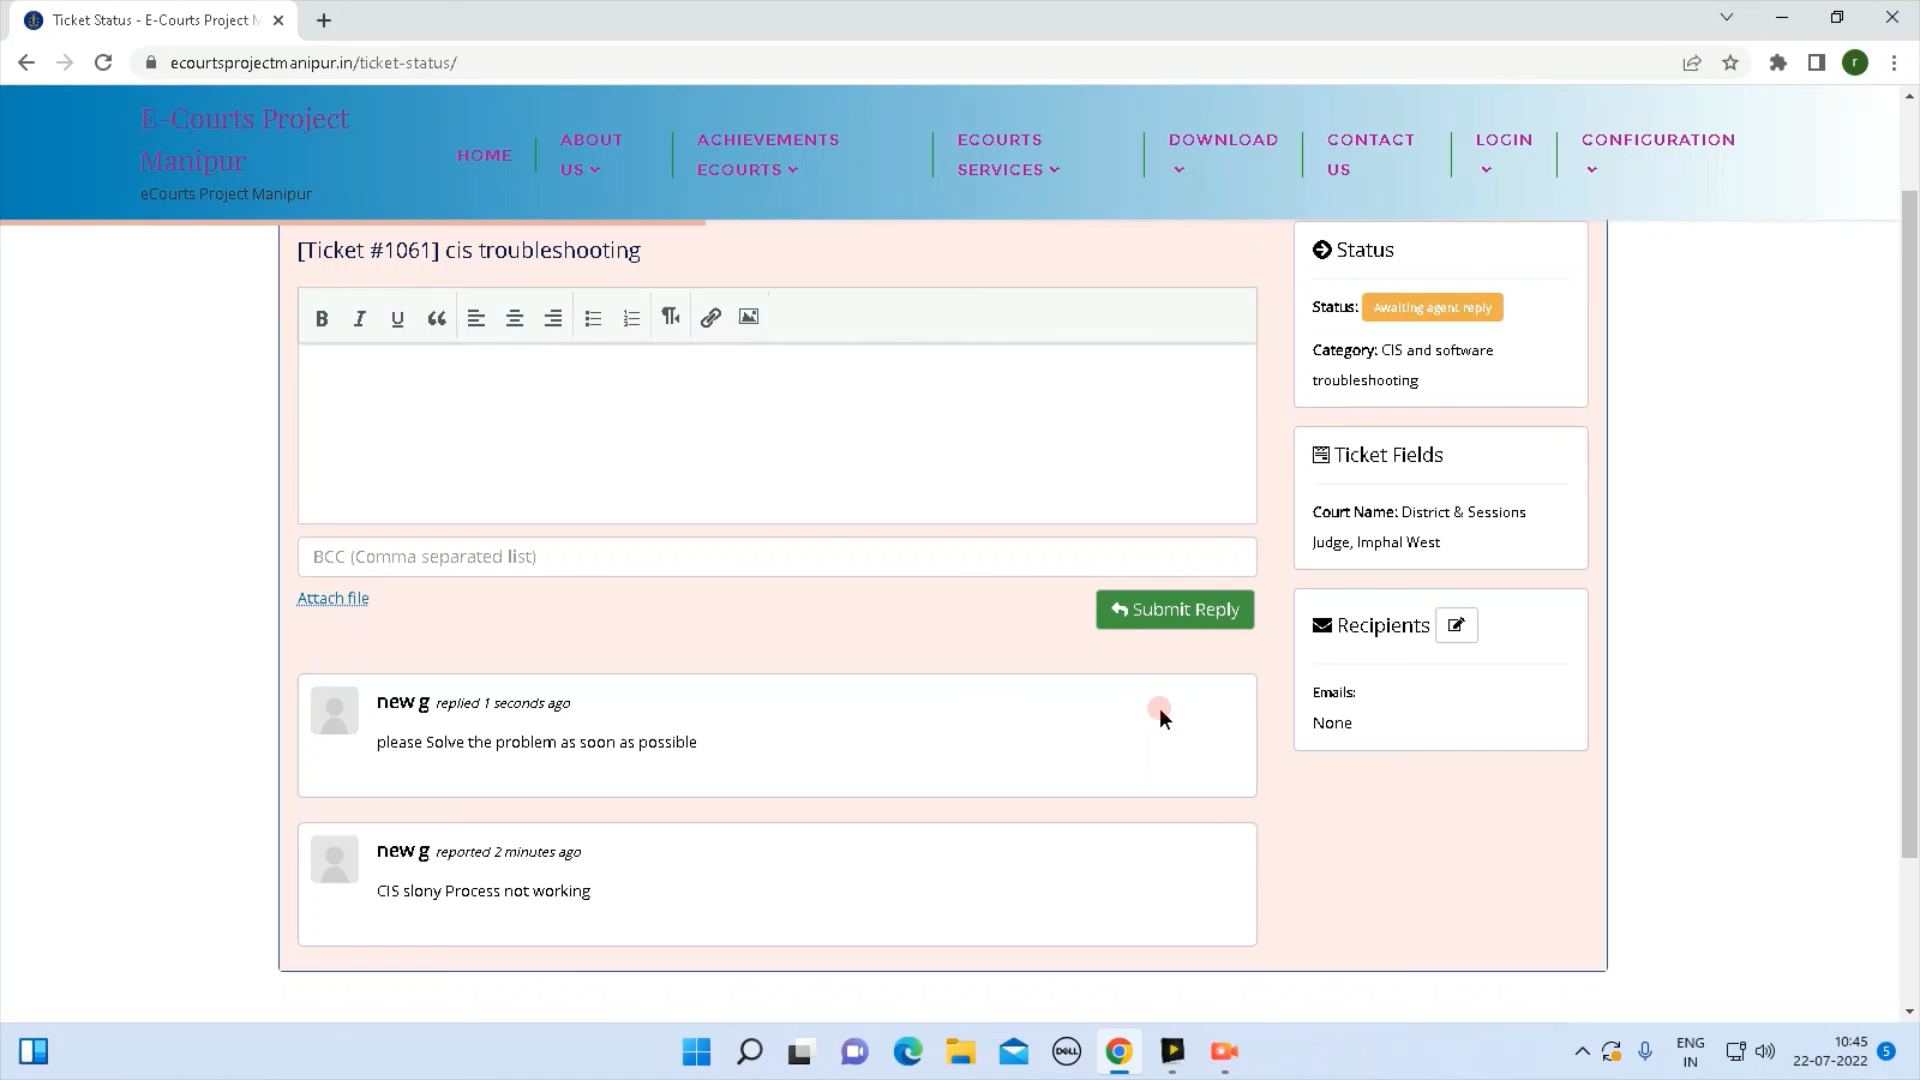 Ticket Status - E-Courts Project M
ecourtsprojectmanipur.in/ticket-status/
r
E-Courts Project
Manipur
eCourts Project Manipur
HOME
ABOUT
US
ACHIEVEMENTS
ECOURTS
ECOURTS
SERVICES
DOWNLOAD
CONTACT
US
LOGIN
CONFIGURATION
[Ticket #1061] cis troubleshooting
BCC (Comma separated list)
Attach file
Submit Reply
new g replied 1 seconds ago
please Solve the problem as soon as possible
new g reported 2 minutes ago
CIS slony Process not working
Status
Status: Awaiting agent reply
Category: CIS and software
troubleshooting
Ticket Fields
Court Name: District & Sessions
Judge, Imphal West
Recipients
Emails:
None
DELL
ENG
IN
10:45
22-07-2022
5